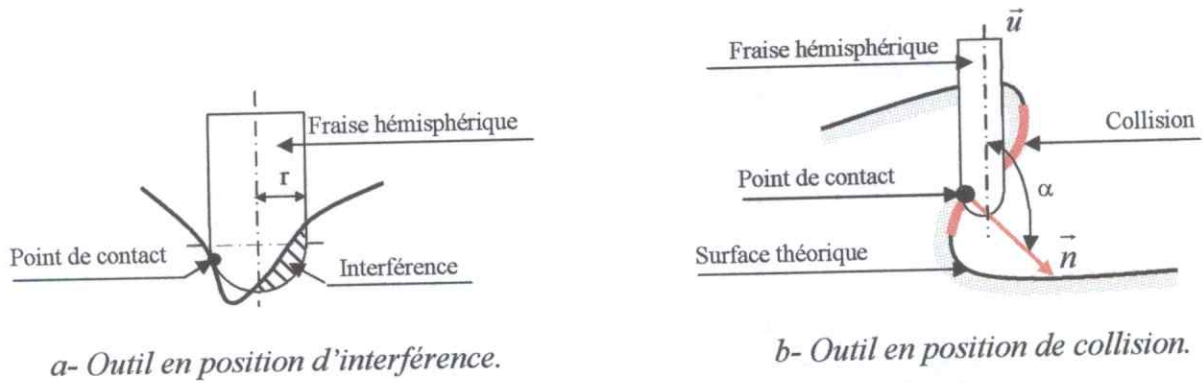 Fraise hémisphérique
r
Point de contact
Interférence
a- Outil en position d'interférence.
u
Fraise hémisphérique
Collision
Point de contact
α
Surface théorique
n
b- Outil en position de collision.